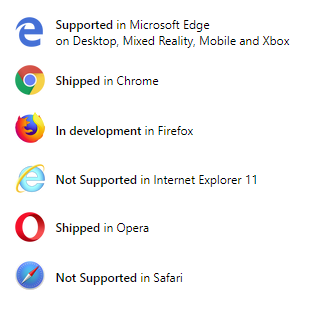 Supported in Microsoft Edge
on Desktop, Mixed Reality, Mobile and Xbox
Shipped in Chrome
In development in Firefox
Not Supported in Internet Explorer 11
Shipped in Opera
Not Supported in Safari